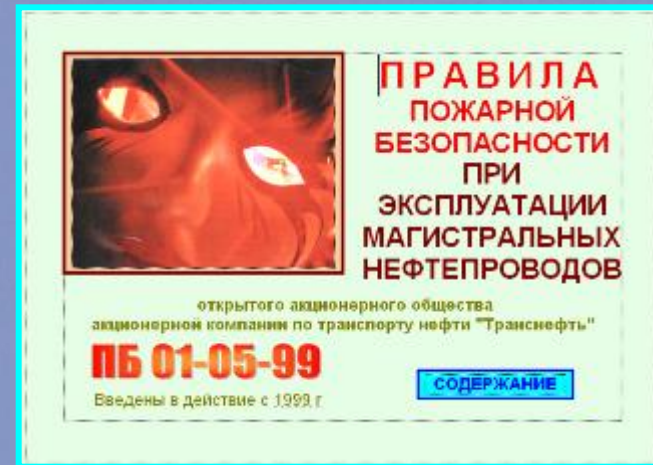 ПРАВИЛА
ПОЖАРНОЙ
БЕЗОПАСНОСТИ
ПРИ
ЭКСПЛУАТАЦИИ
МАГИСТРАЛЬНЫХ
НЕФТЕПРОВОДОВ
открытого акционерного общества
акционерной компании по транспорту нефти "Транснефть"
ПБ 01-05-99
Введены в действие с 1999 г
СОДЕРЖАНИЕ